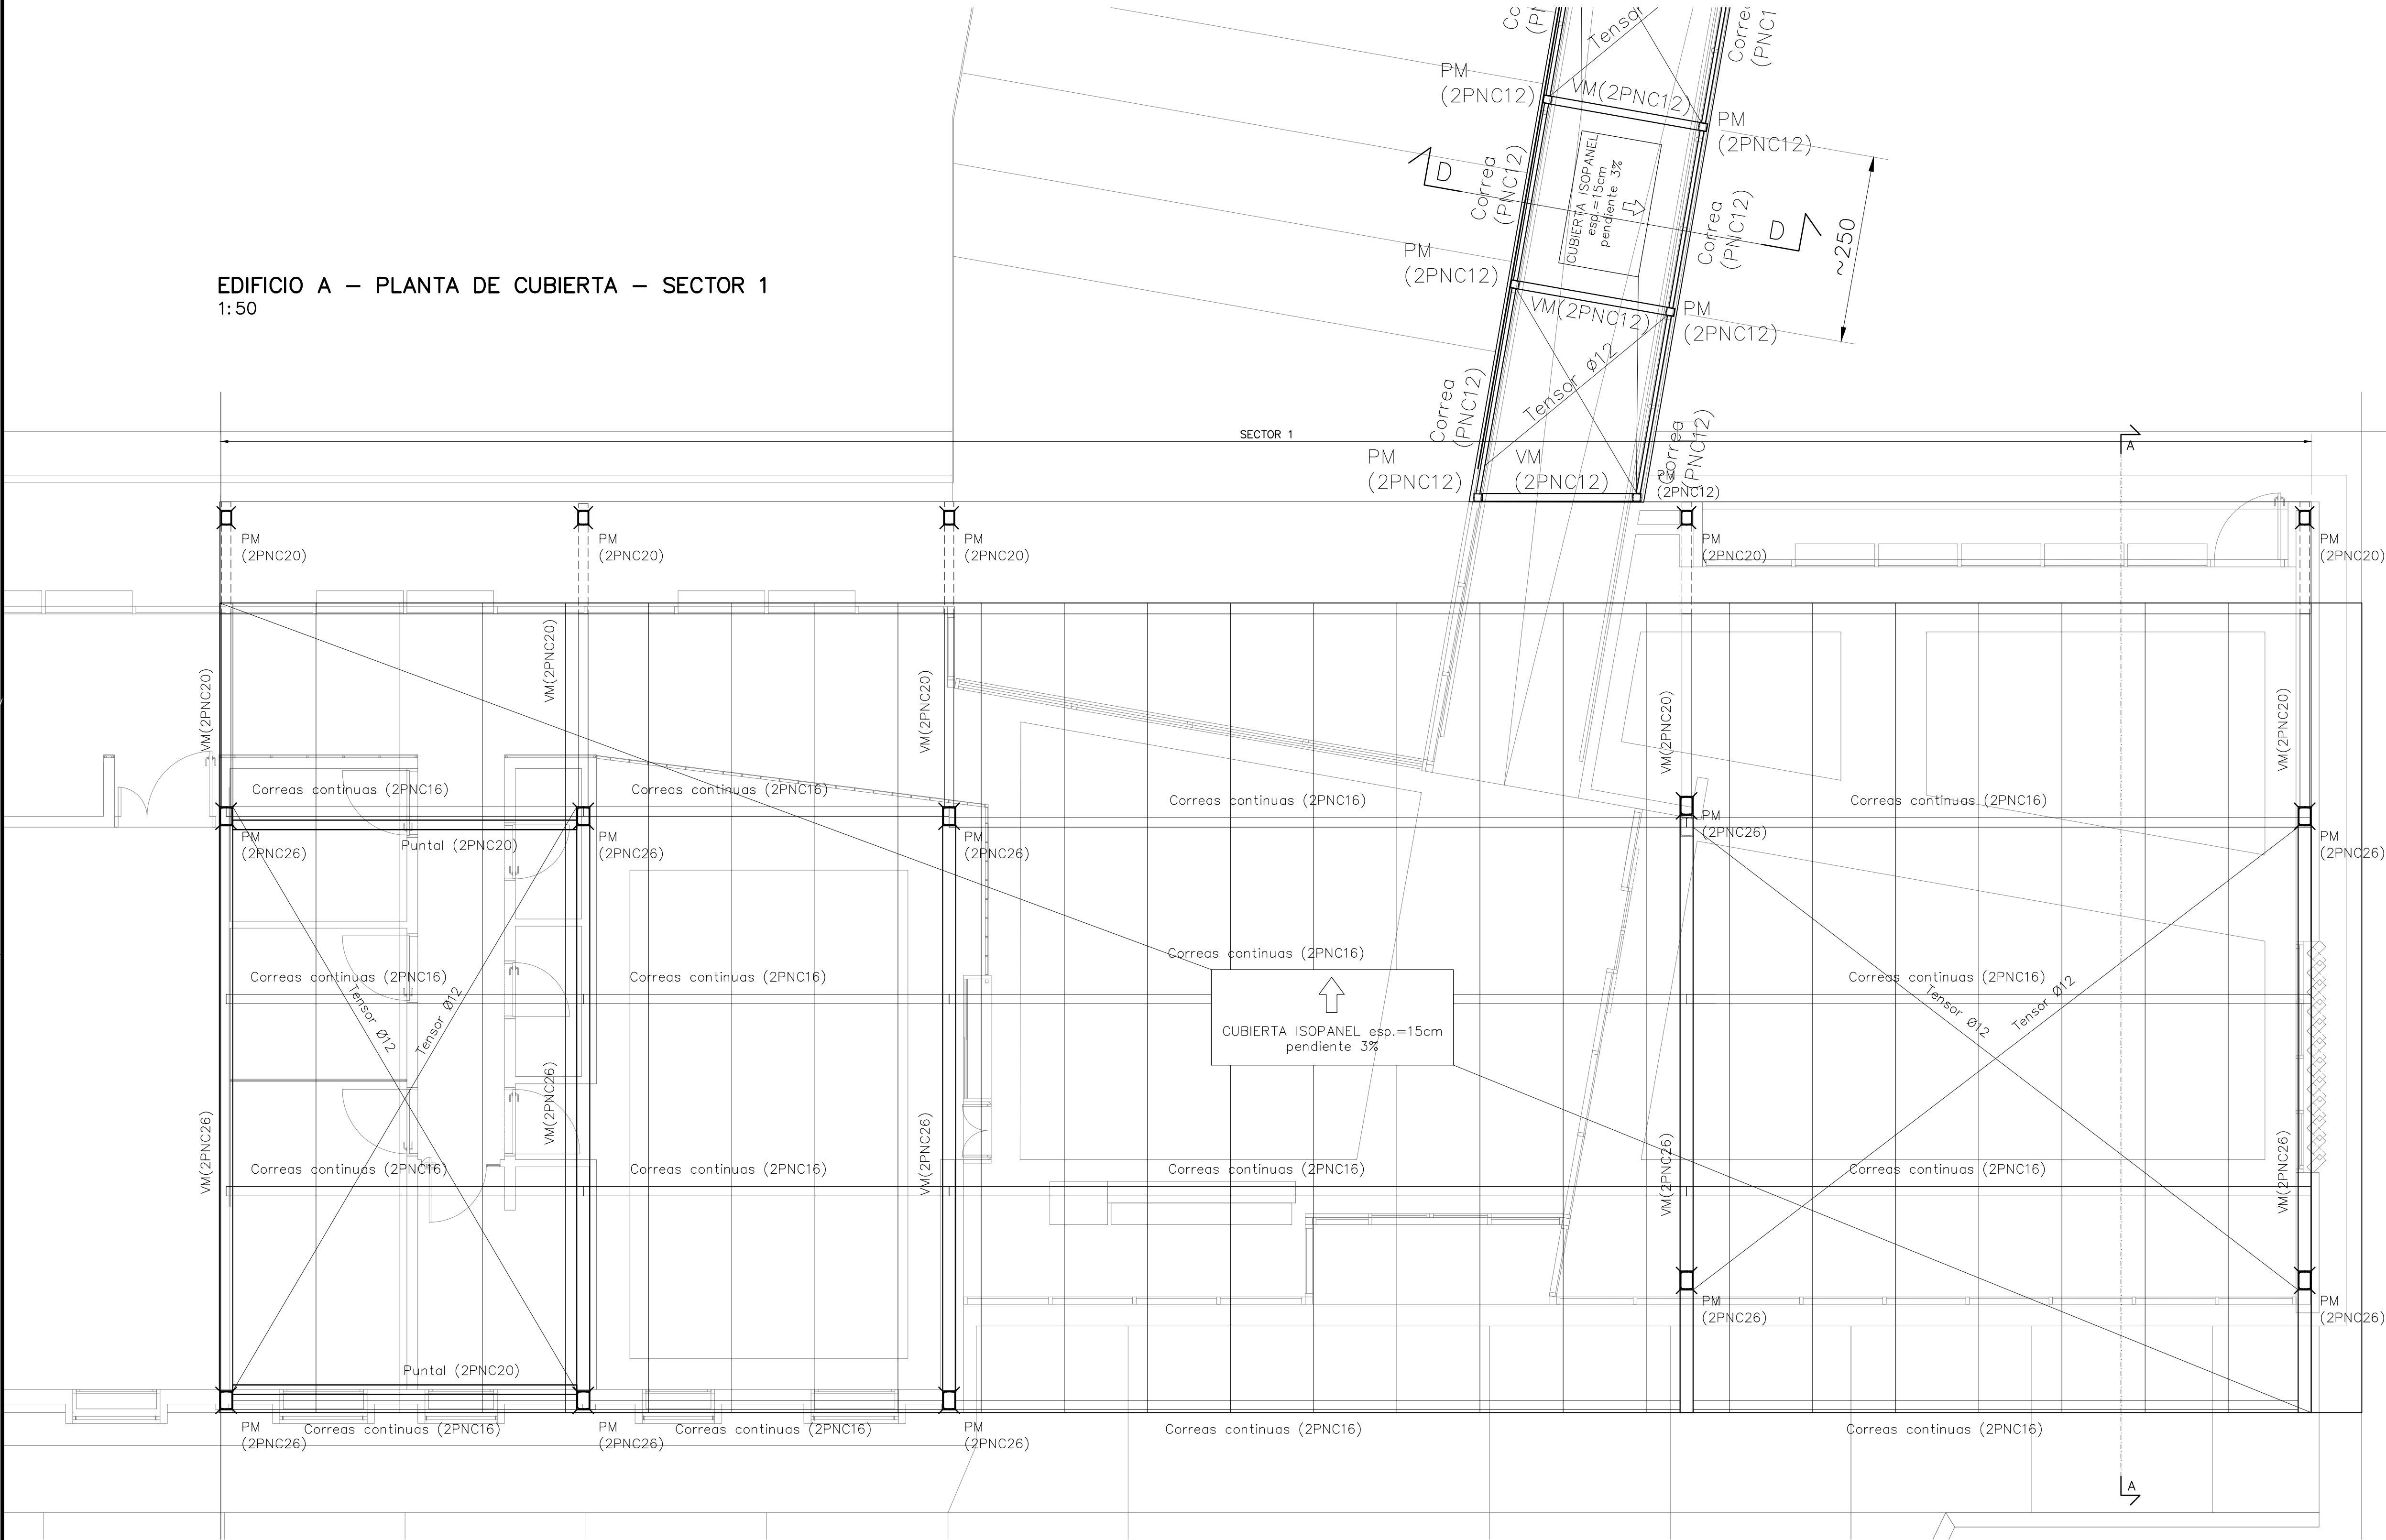 Tensor
Correa
(PNC1
PM
(2PNC12)
VM(2PNC12)
PM
(2PNC12)
CUBIERTA ISOPANEL
esp.=15cm
pendiente 3%
D
D
Correa
(PNC12)
Correa
(PNC12)
~250
PM
(2PNC12)
VM(2PNC12)
PM
(2PNC12)
EDIFICIO A – PLANTA DE CUBIERTA – SECTOR 1
1:50
Tensor Ø12
Correa
(PNC12)
Correa
(PNC12)
SECTOR 1
A
PM
(2PNC12)
VM
(2PNC12)
PM
(2PNC12)
PM
(2PNC20)
PM
(2PNC20)
PM
(2PNC20)
PM
(2PNC20)
PM
(2PNC20)
VM(2PNC20)
VM(2PNC20)
VM(2PNC20)
VM(2PNC20)
VM(2PNC20)
Correas continuas (2PNC16)
Correas continuas (2PNC16)
Correas continuas (2PNC16)
Correas continuas (2PNC16)
PM
(2PNC26)
Puntal (2PNC20)
PM
(2PNC26)
PM
(2PNC26)
PM
(2PNC26)
PM
(2PNC26)
Correas continuas (2PNC16)
Correas continuas (2PNC16)
Correas continuas (2PNC16)
Correas continuas (2PNC16)
Tensor Ø12
Tensor Ø12
CUBIERTA ISOPANEL esp.=15cm
pendiente 3%
Tensor Ø12
Tensor Ø12
VM(2PNC26)
VM(2PNC26)
VM(2PNC26)
VM(2PNC26)
VM(2PNC26)
Correas continuas (2PNC16)
Correas continuas (2PNC16)
Correas continuas (2PNC16)
Correas continuas (2PNC16)
PM
(2PNC26)
PM
(2PNC26)
Puntal (2PNC20)
PM
(2PNC26)
Correas continuas (2PNC16)
PM
(2PNC26)
Correas continuas (2PNC16)
PM
(2PNC26)
Correas continuas (2PNC16)
Correas continuas (2PNC16)
A